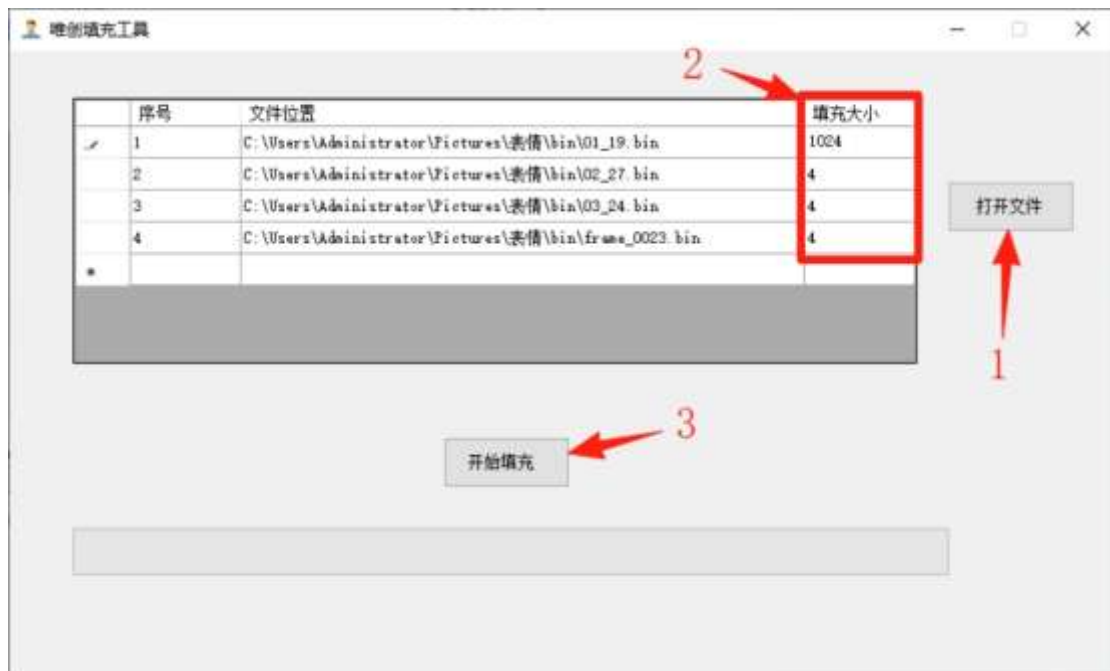 唯创填充工具
2
序号 文件位置 填充大小
1 C:\Users\Administrator\Pictures\表情\bin\01_19.bin 1024
2 C:\Users\Administrator\Pictures\表情\bin\02_27.bin 4
3 C:\Users\Administrator\Pictures\表情\bin\03_24.bin 4
4 C:\Users\Administrator\Pictures\表情\bin\frame_0023.bin 4
打开文件
1
3
开始填充